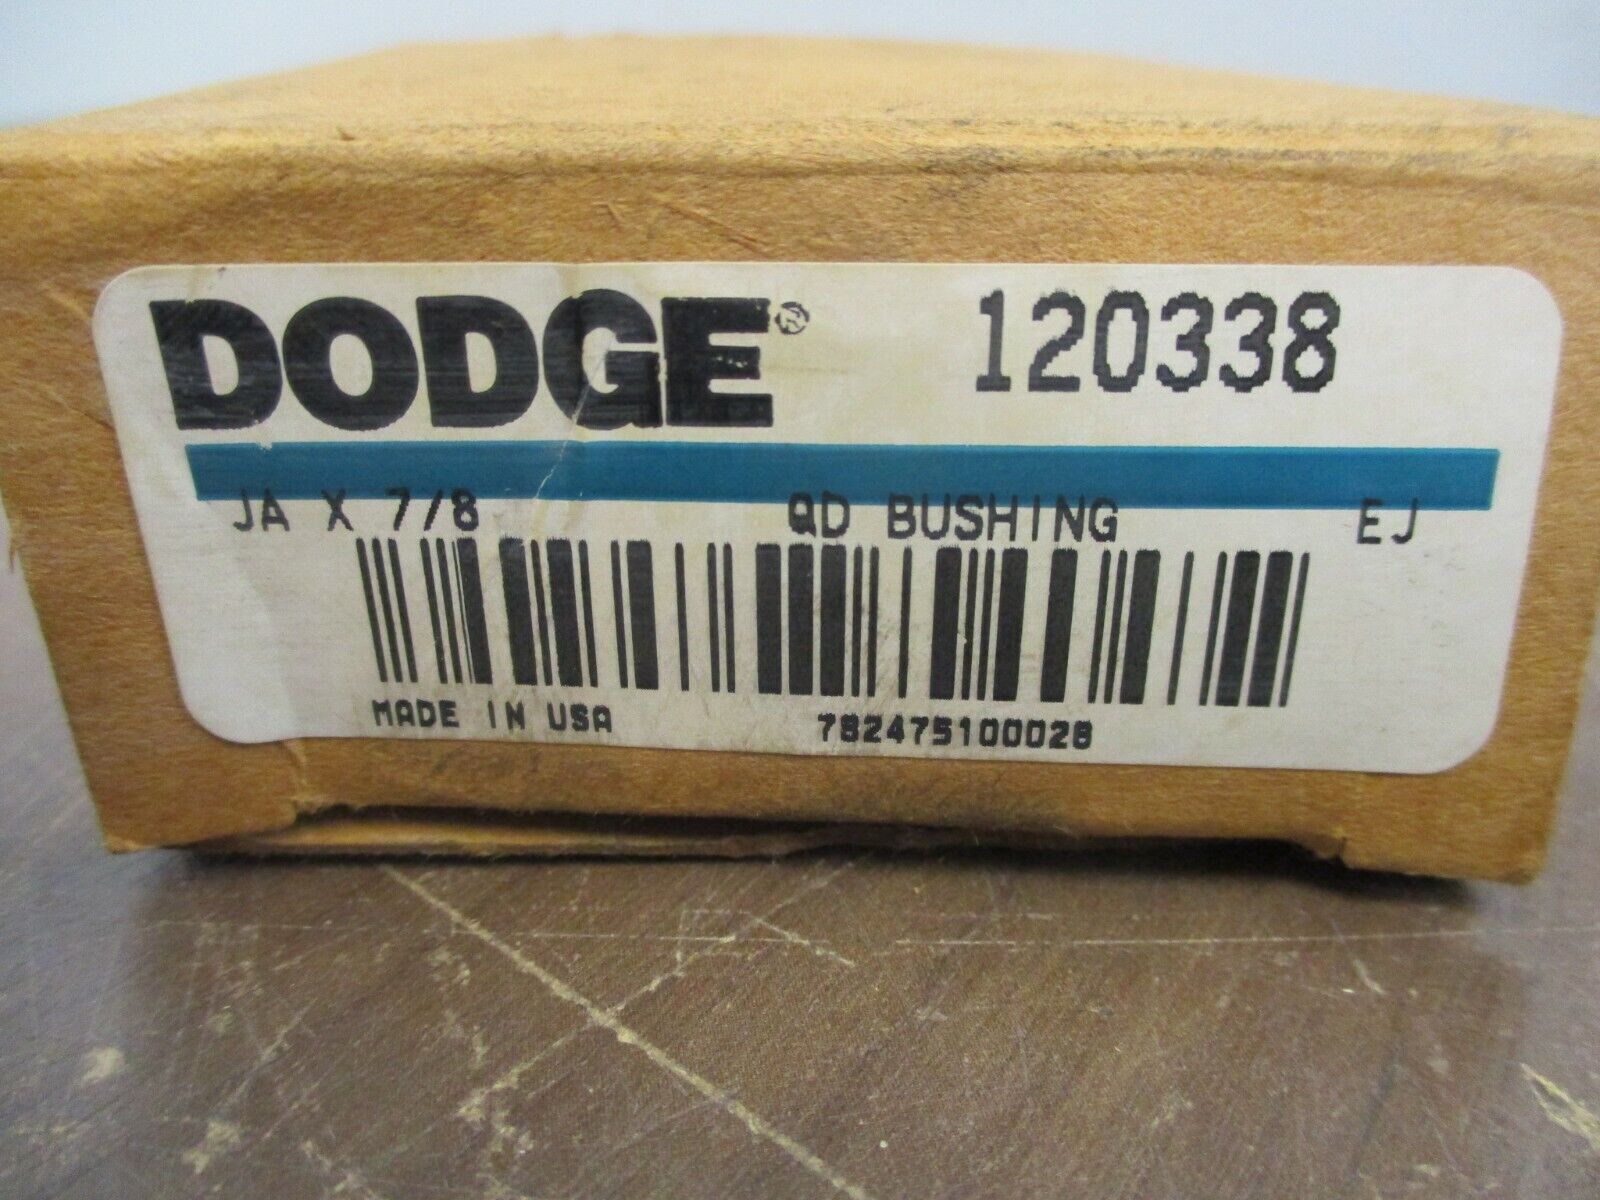 DODGE® 120338
JA X 7/8 QD BUSHING EJ
MADE IN USA 782475100028